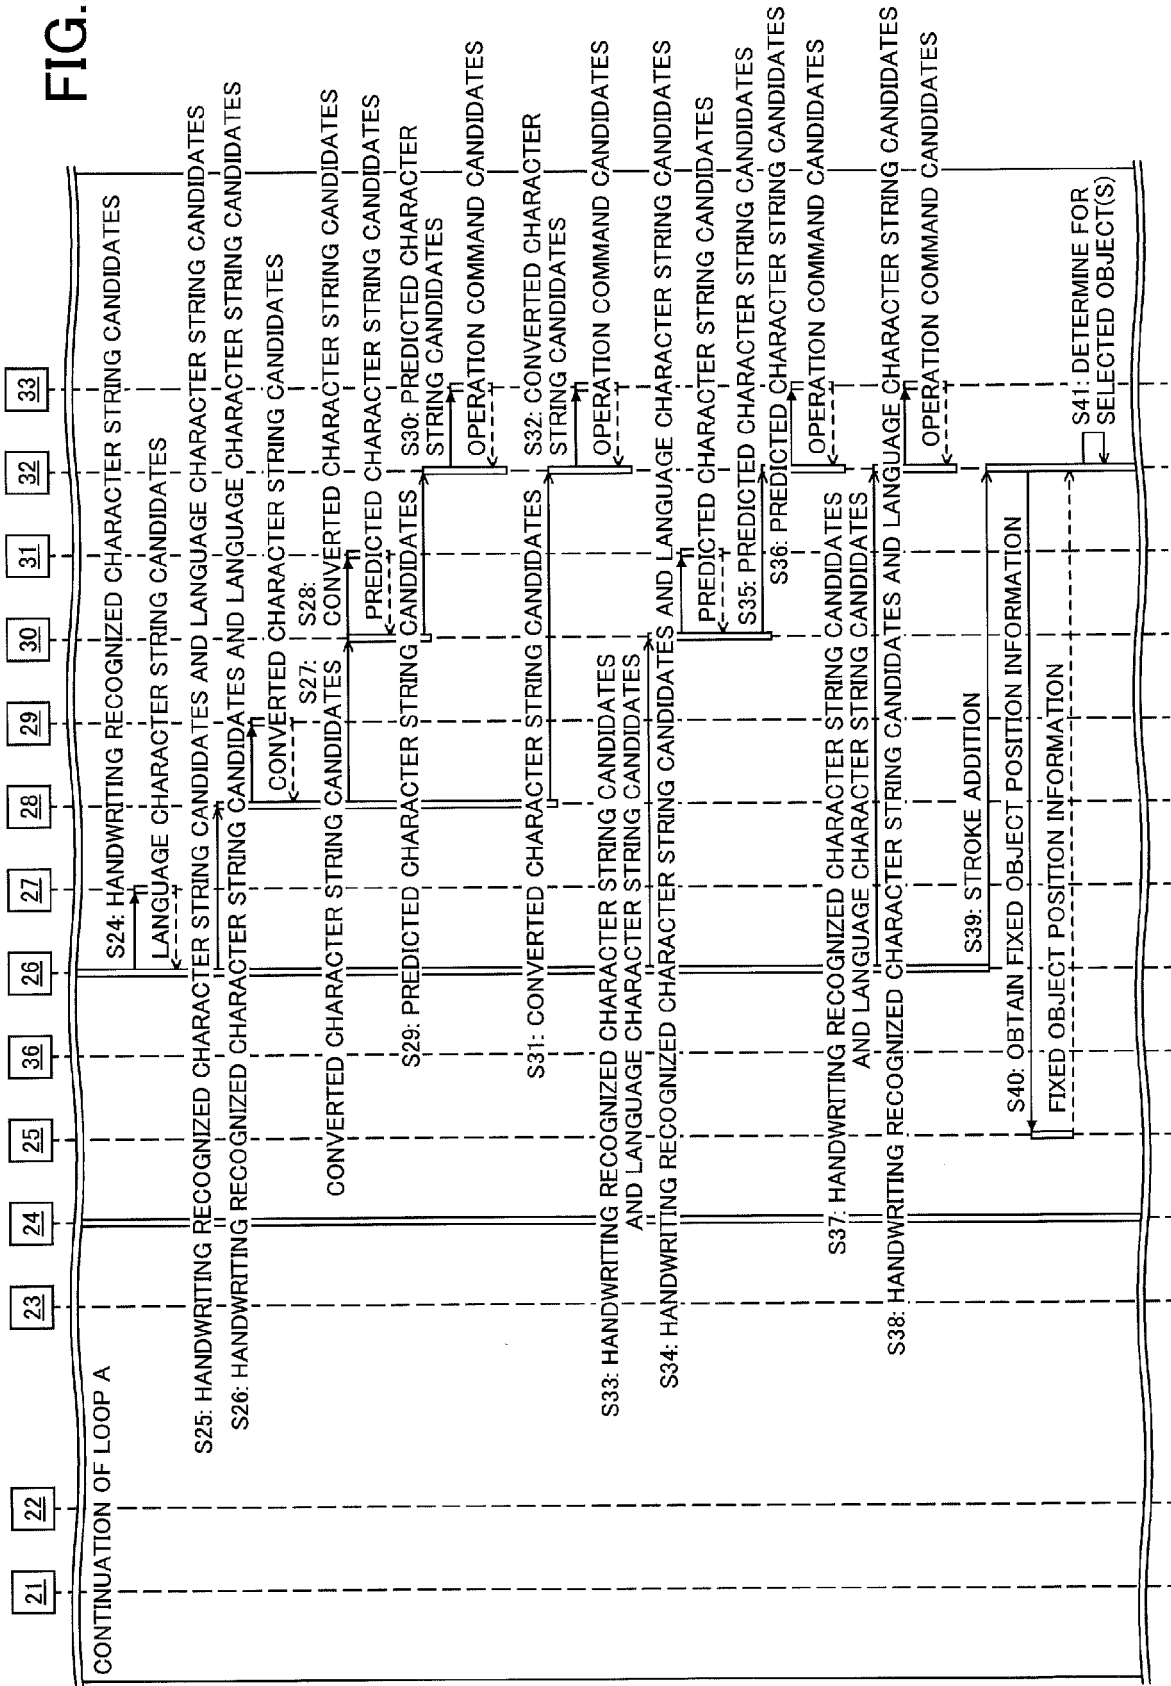 FIG.
21
22
23
24
25
36
26
27
28
29
30
31
32
33
CONTINUATION OF LOOP A
S24: HANDWRITING RECOGNIZED CHARACTER STRING CANDIDATES
LANGUAGE CHARACTER STRING CANDIDATES
S25: HANDWRITING RECOGNIZED CHARACTER STRING CANDIDATES AND LANGUAGE CHARACTER STRING CANDIDATES
S26: HANDWRITING RECOGNIZED CHARACTER STRING CANDIDATES AND LANGUAGE CHARACTER STRING CANDIDATES
CONVERTED CHARACTER STRING CANDIDATES
S27:
CONVERTED CHARACTER STRING CANDIDATES
S28:
CONVERTED CHARACTER STRING CANDIDATES
PREDICTED CHARACTER STRING CANDIDATES
S29: PREDICTED CHARACTER STRING CANDIDATES
S30: PREDICTED CHARACTER
STRING CANDIDATES
OPERATION COMMAND CANDIDATES
S31: CONVERTED CHARACTER STRING CANDIDATES
S32: CONVERTED CHARACTER
STRING CANDIDATES
OPERATION COMMAND CANDIDATES
S33: HANDWRITING RECOGNIZED CHARACTER STRING CANDIDATES
AND LANGUAGE CHARACTER STRING CANDIDATES
S34: HANDWRITING RECOGNIZED CHARACTER STRING CANDIDATES AND LANGUAGE CHARACTER STRING CANDIDATES
PREDICTED CHARACTER STRING CANDIDATES
S35: PREDICTED CHARACTER STRING CANDIDATES
S36: PREDICTED CHARACTER STRING CANDIDATES
OPERATION COMMAND CANDIDATES
S37: HANDWRITING RECOGNIZED CHARACTER STRING CANDIDATES
AND LANGUAGE CHARACTER STRING CANDIDATES
S38: HANDWRITING RECOGNIZED CHARACTER STRING CANDIDATES AND LANGUAGE CHARACTER STRING CANDIDATES
OPERATION COMMAND CANDIDATES
S39: STROKE ADDITION
S40: OBTAIN FIXED OBJECT POSITION INFORMATION
FIXED OBJECT POSITION INFORMATION
S41: DETERMINE FOR
SELECTED OBJECT(S)